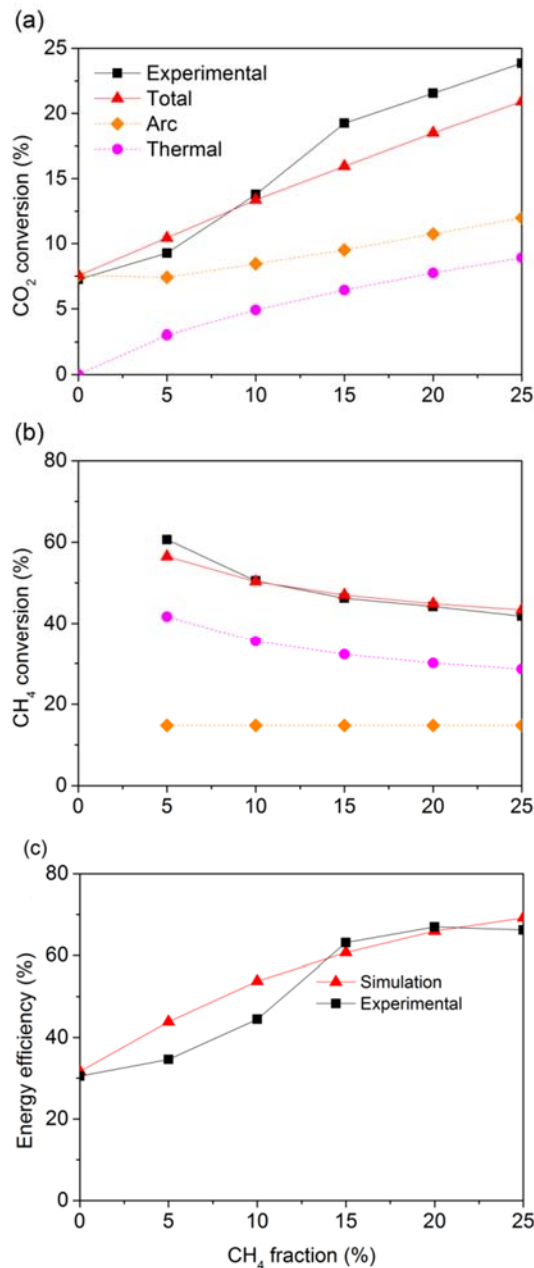 (a)
25
20
15
10
5
0
CO₂ conversion (%)
Experimental
Total
Arc
Thermal
0 5 10 15 20 25
(b)
80
60
40
20
0
CH₄ conversion (%)
0 5 10 15 20 25
(c)
80
60
40
20
0
Energy efficiency (%)
Simulation
Experimental
0 5 10 15 20 25
CH₄ fraction (%)